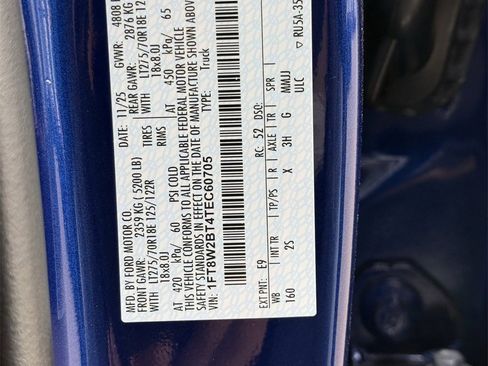 MFD. BY FORD MOTOR CO.
11/25 GVWR: 4808
FRONT GAWR: 2359 KG ( 5200 LB) REAR GAWR: 2876 KG
LT275/70R18E 125/122R TIRES WITH LT275/70R18E 12
18x8.0J RIMS 18x8.0J
AT 420 kPa/ 60 PSI COLD AT 450 kPa/ 65
THIS VEHICLE CONFORMS TO ALL APPLICABLE FEDERAL MOTOR VEHICLE
SAFETY STANDARDS IN EFFECT ON THE DATE OF MANUFACTURE SHOWN ABOVE
VIN: 1FT8W2BT4TEC60705 Truck
EXT PNT: E9 RC: 52 DSO:
WB INT TR TP/PS R AXLE TR SPR
160 2S X 3H G MMJJ
ULC
▽ RU5A-35